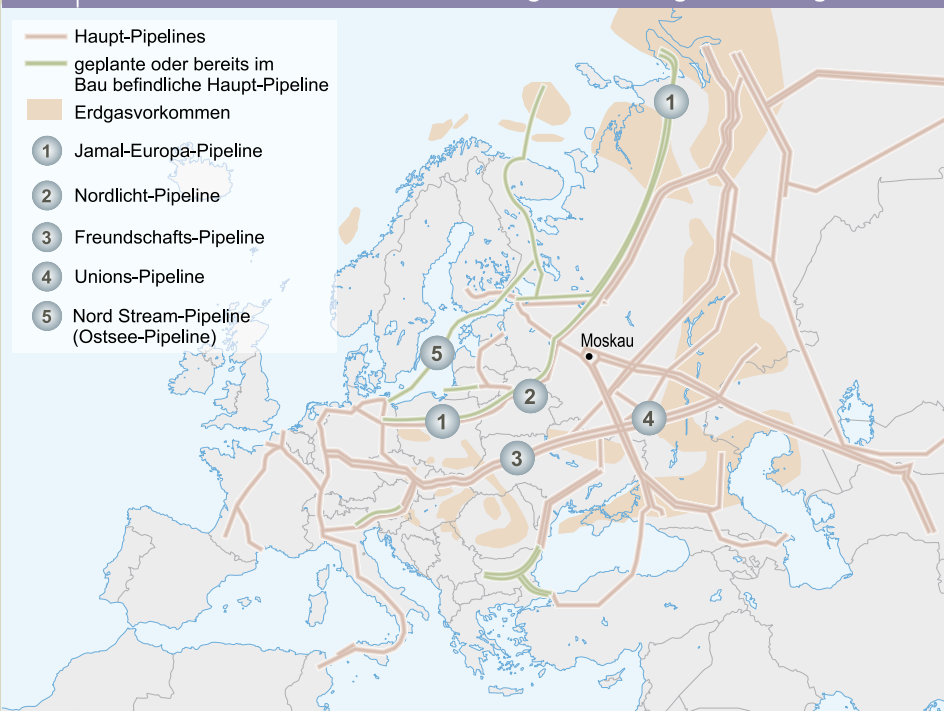 Haupt-Pipelines
geplante oder bereits im
Bau befindliche Haupt-Pipeline
Erdgasvorkommen
1 Jamal-Europa-Pipeline
2 Nordlicht-Pipeline
3 Freundschafts-Pipeline
4 Unions-Pipeline
5 Nord Stream-Pipeline
(Ostsee-Pipeline)
1
Moskau
5
2
1
4
3